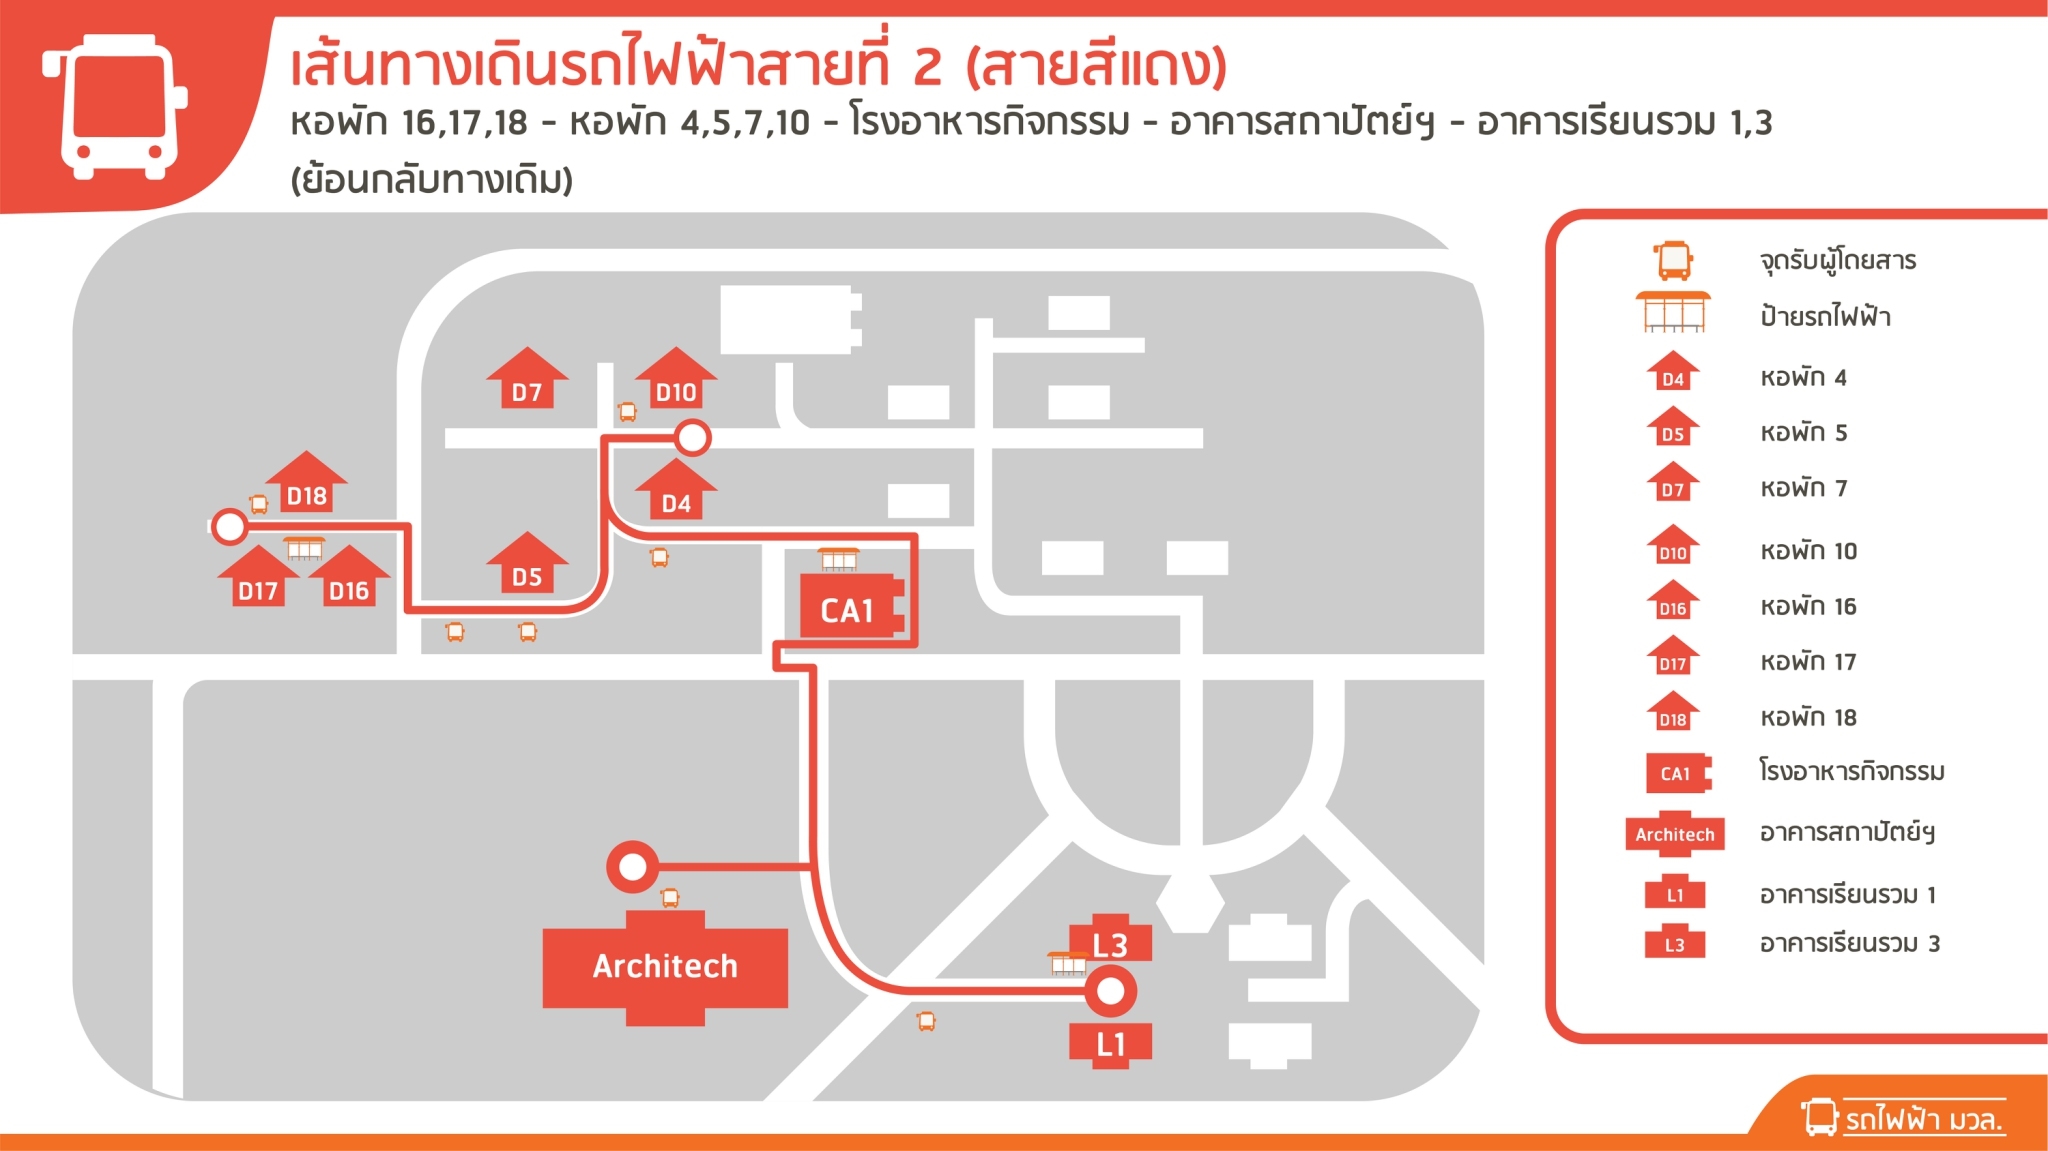 เส้นทางเดินรถไฟฟ้าสายที่ 2 (สายสีแดง)
หอพัก 16,17,18 - หอพัก 4,5,7,10 - โรงอาหารกิจกรรม - อาคารสถาปัตย์ฯ - อาคารเรียนรวม 1,3
(ย้อนกลับทางเดิม)
D7
D10
D18
D4
D17
D16
D5
CA1
Architech
L3
L1
จุดรับผู้โดยสาร
ป้ายรถไฟฟ้า
D4 หอพัก 4
D5 หอพัก 5
D7 หอพัก 7
D10 หอพัก 10
D16 หอพัก 16
D17 หอพัก 17
D18 หอพัก 18
CA1 โรงอาหารกิจกรรม
Architech อาคารสถาปัตย์ฯ
L1 อาคารเรียนรวม 1
L3 อาคารเรียนรวม 3
รถไฟฟ้า มวล.